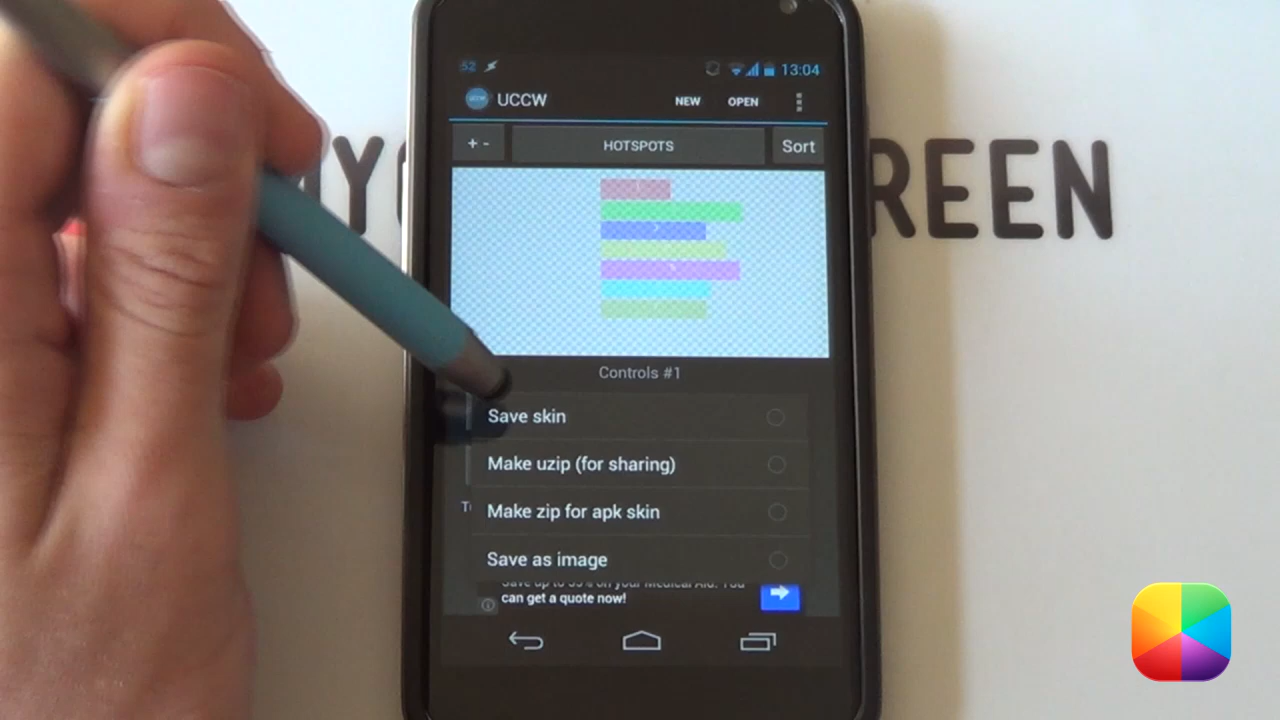 52
13:04
UCCW
NEW
OPEN
+ -
HOTSPOTS
Sort
REEN
Controls #1
Save skin
Make uzip (for sharing)
Make zip for apk skin
Save as image
can get a quote now!